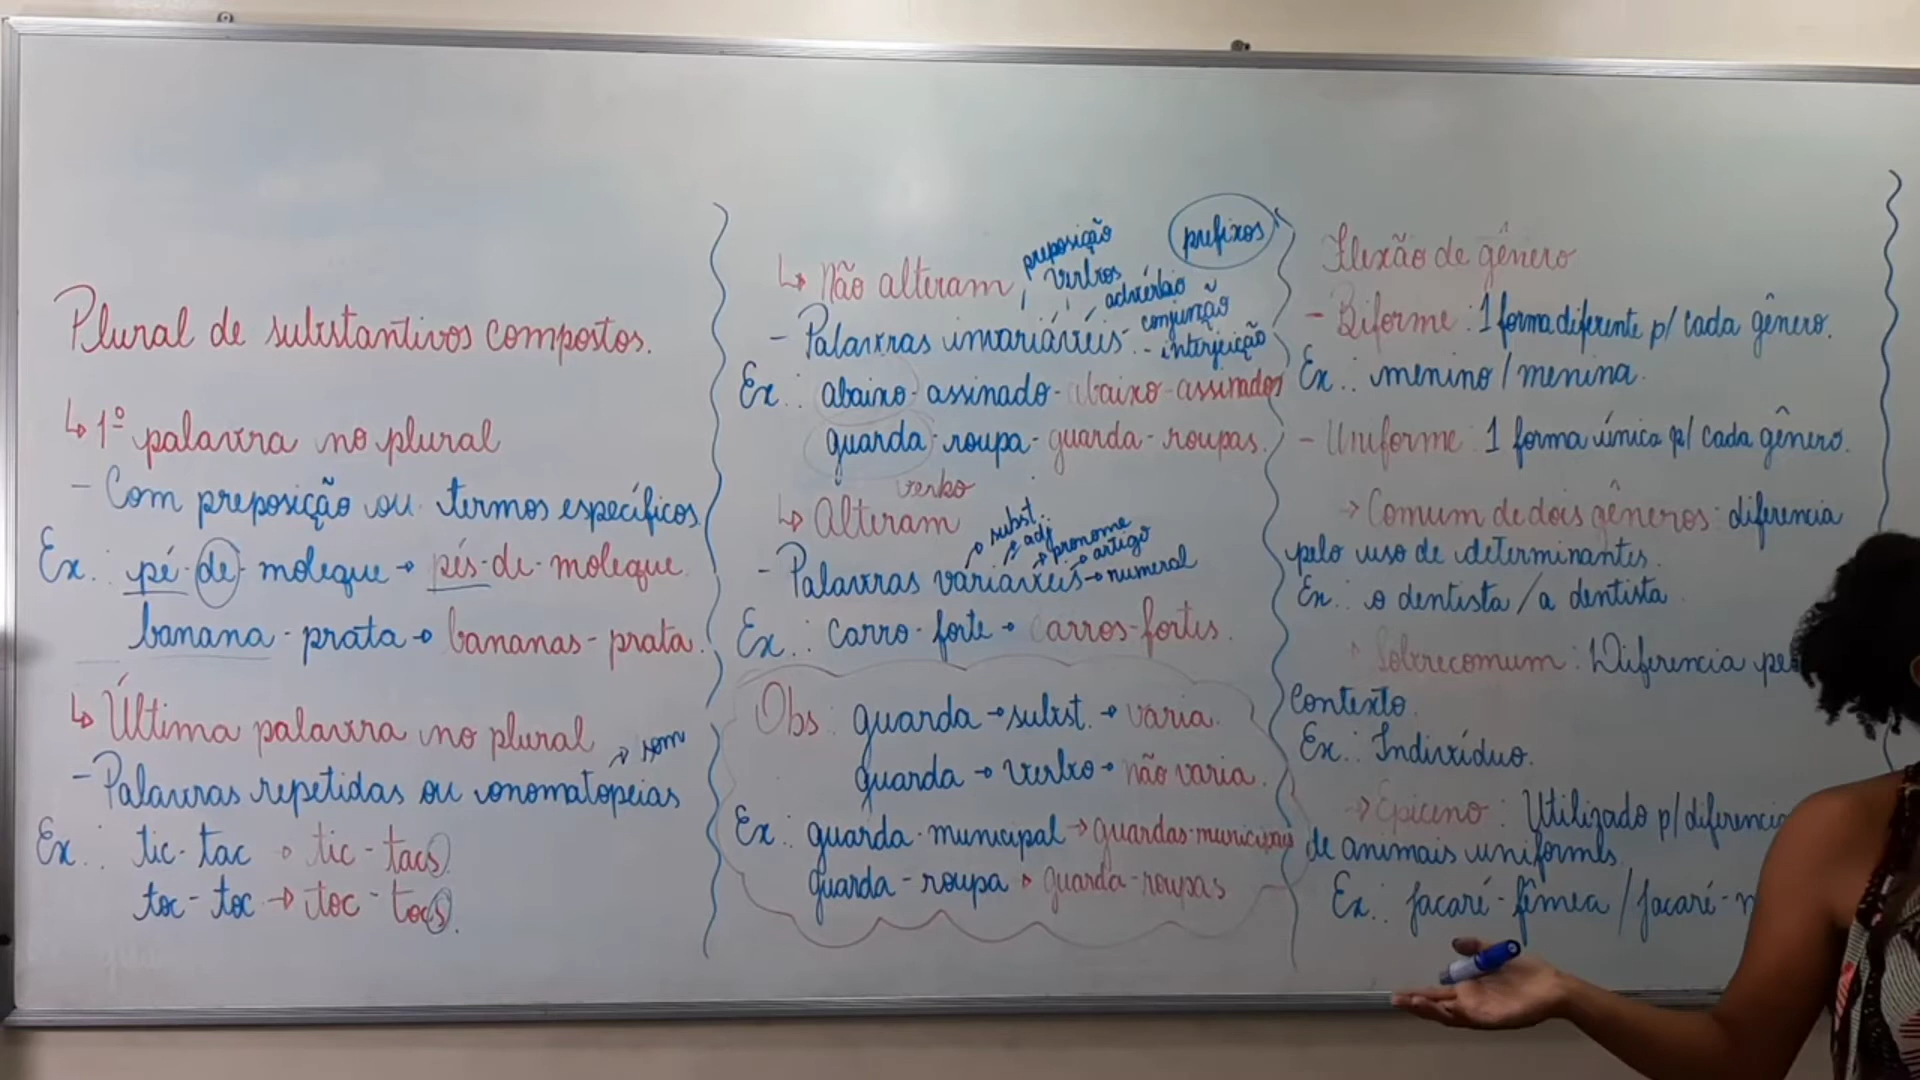 Plural de substantivos compostos.
↳ 1º palavra no plural
- Com preposição ou termos específicos.
Ex.: pé-de-moleque → pés-de-moleque.
banana-prata → bananas-prata.
↳ Última palavra no plural
→ som
- Palavras repetidas ou onomatopeias
Ex.: tic-tac → tic-tacs.
toc-toc → toc-tocs.
prefixos
↳ Não alteram
preposição
verbos
advérbio
conjunção
- interjeição
- Palavras invariáveis
Ex.: abaixo-assinado - abaixo-assinados
guarda-roupa - guarda-roupas.
verbo
↳ Alteram
→ subst.
→ adj
→ pronome
→ artigo
→ numeral
- Palavras variáveis
Ex.: carro-forte → carros-fortes.
Obs: guarda → subst. → varia.
guarda → verbo → não varia.
Ex.: guarda-municipal → guardas-municipais
guarda-roupa → guarda-roupas
Flexão de gênero
- Biforme: 1 forma diferente p/ cada gênero.
Ex.: menino/menina.
- Uniforme: 1 forma única p/ cada gênero.
→ Comum de dois gêneros: diferencia
pelo uso de determinantes.
Ex.: o dentista/a dentista
Sobrecomum: Diferencia
contexto.
Ex.: Indivíduo.
→ Epiceno: Utilizado p/
de animais uniformes.
Ex.: jacaré-fêmea/jacaré-